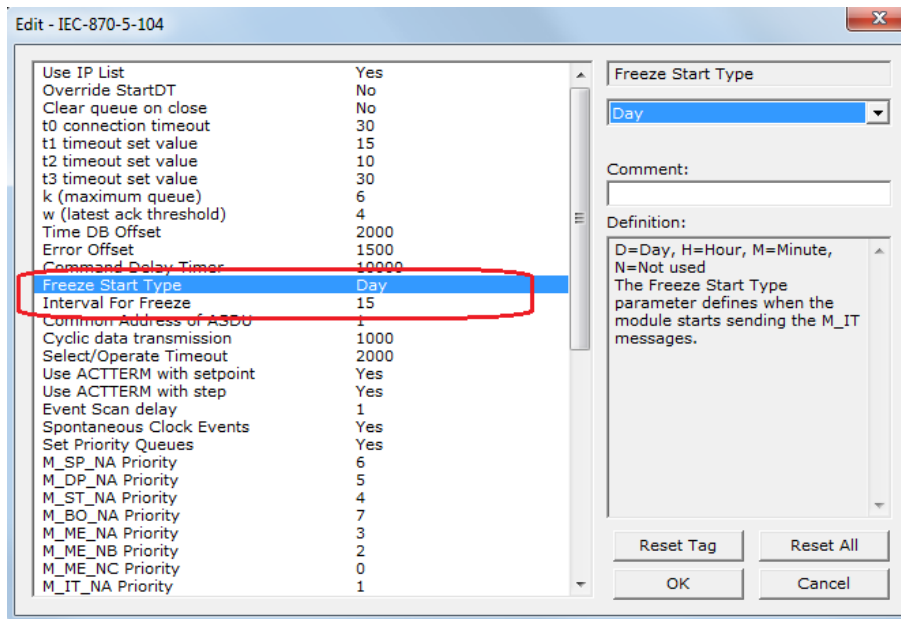 Edit - IEC-870-5-104
Use IP List Yes
Override StartDT No
Clear queue on close No
t0 connection timeout 30
t1 timeout set value 15
t2 timeout set value 10
t3 timeout set value 30
k (maximum queue) 6
w (latest ack threshold) 4
Time DB Offset 2000
Error Offset 1500
Command Delay Timer 10000
Freeze Start Type Day
Interval For Freeze 15
Common Address of ASDU 1
Cyclic data transmission 1000
Select/Operate Timeout 2000
Use ACTTERM with setpoint Yes
Use ACTTERM with step Yes
Event Scan delay 1
Spontaneous Clock Events Yes
Set Priority Queues Yes
M_SP_NA Priority 6
M_DP_NA Priority 5
M_ST_NA Priority 4
M_BO_NA Priority 7
M_ME_NA Priority 3
M_ME_NB Priority 2
M_ME_NC Priority 0
M_IT_NA Priority 1
Freeze Start Type
Day
Comment:
Definition:
D=Day, H=Hour, M=Minute,
N=Not used
The Freeze Start Type
parameter defines when the
module starts sending the M_IT
messages.
Reset Tag
Reset All
OK
Cancel